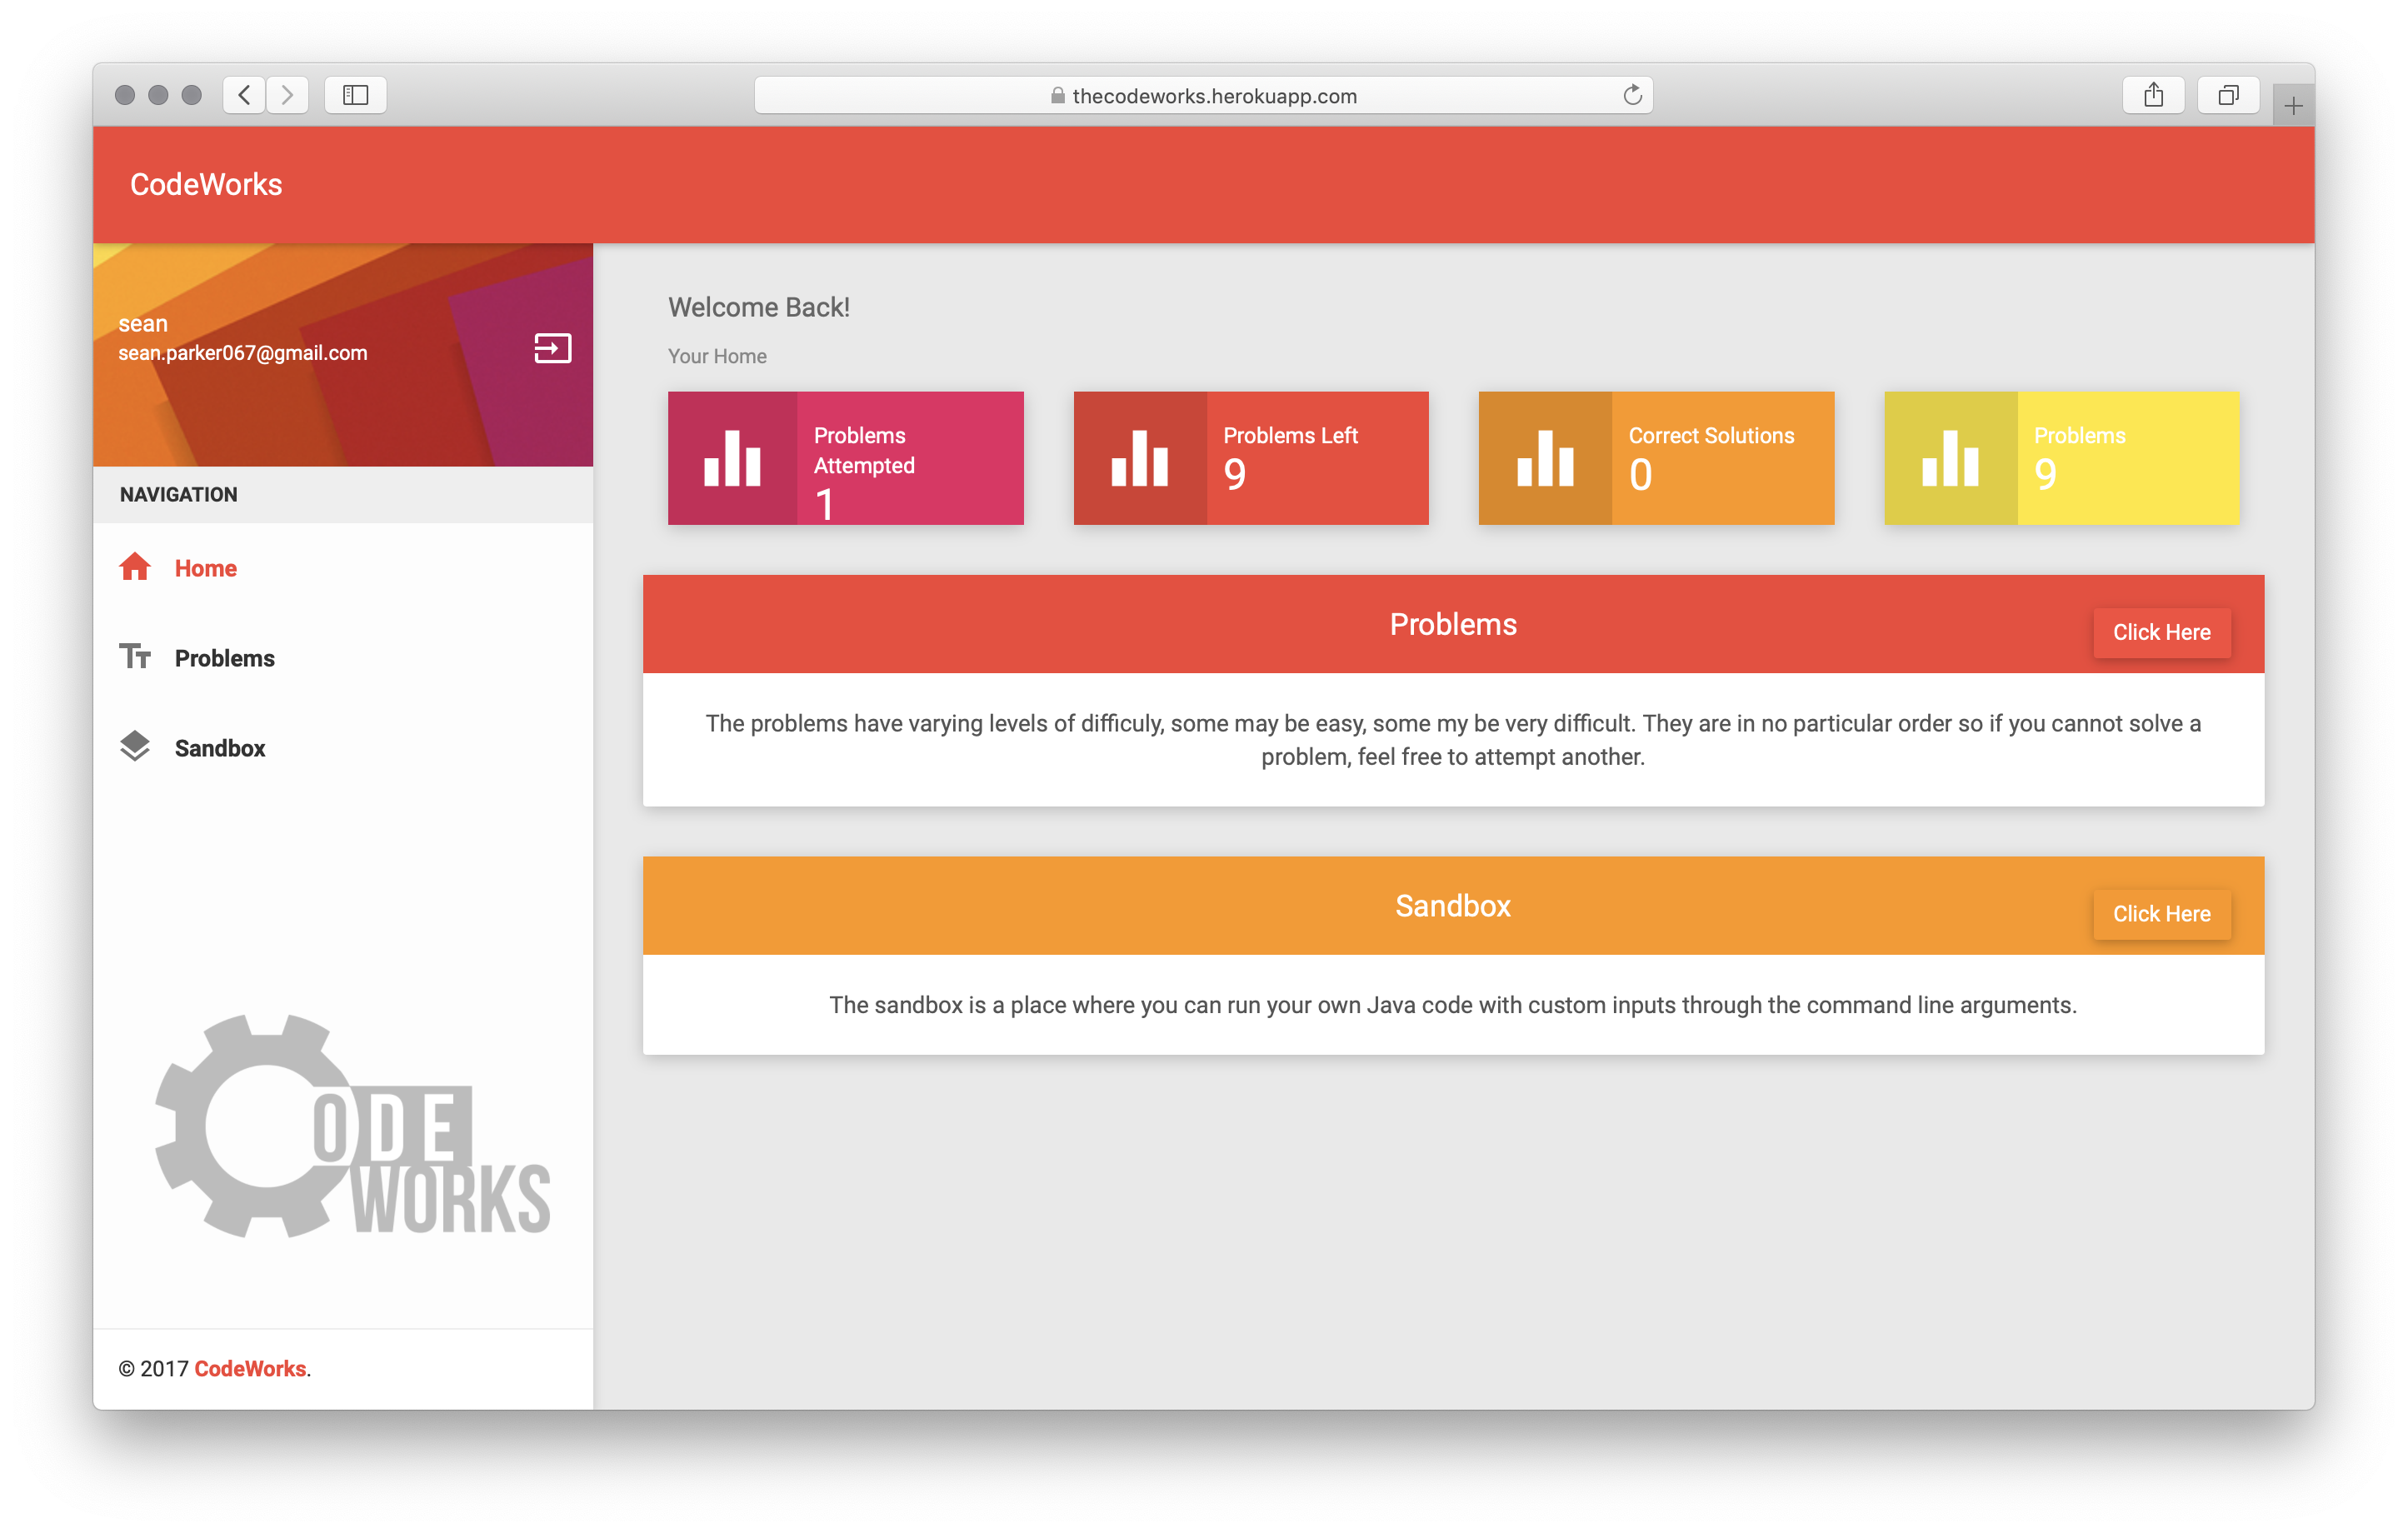 thecodeworks.herokuapp.com
CodeWorks
sean
sean.parker067@gmail.com
NAVIGATION
Home
Problems
Sandbox
CODE
WORKS
© 2017 CodeWorks.
Welcome Back!
Your Home
Problems
Attempted
1
Problems Left
9
Correct Solutions
0
Problems
9
Problems
Click Here
The problems have varying levels of difficuly, some may be easy, some my be very difficult. They are in no particular order so if you cannot solve a
problem, feel free to attempt another.
Sandbox
Click Here
The sandbox is a place where you can run your own Java code with custom inputs through the command line arguments.